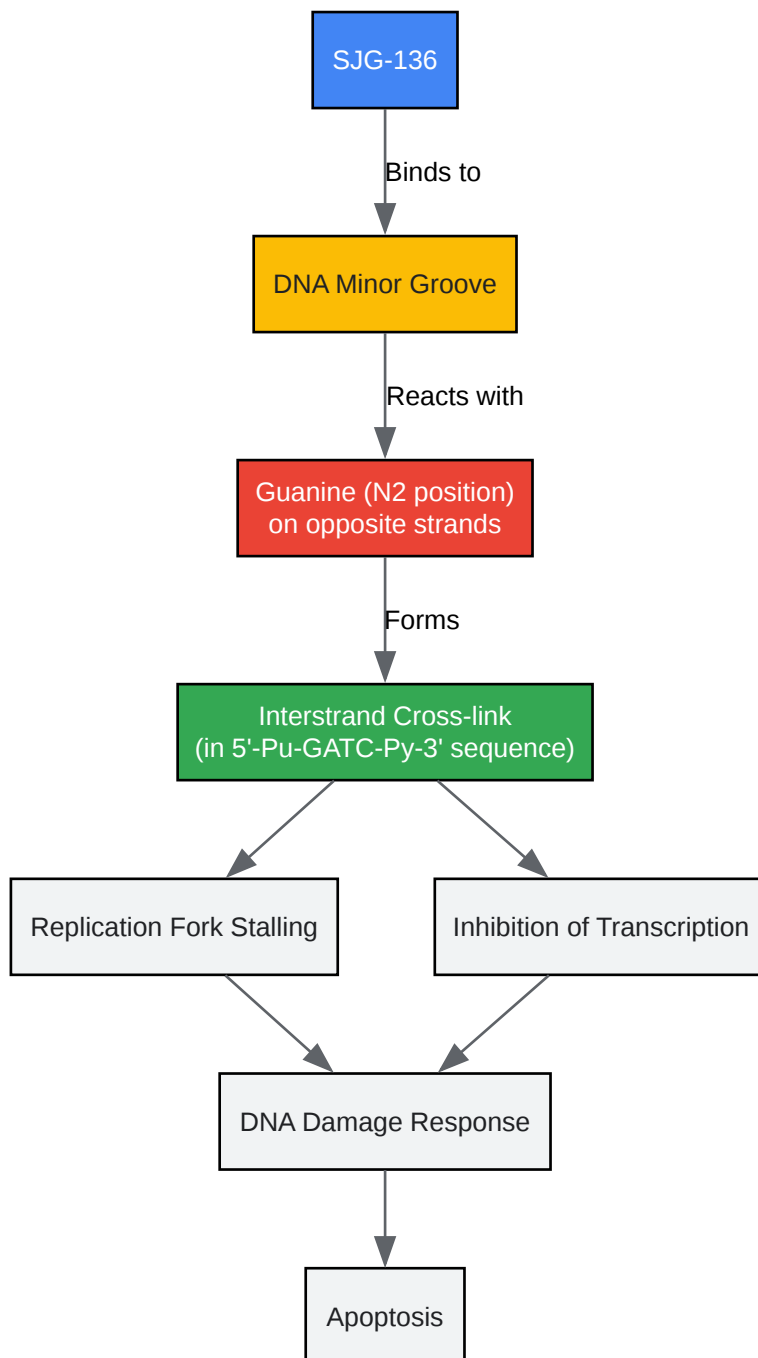 SJG-136
Binds to
DNA Minor Groove
Reacts with
Guanine (N2 position)
on opposite strands
Forms
Interstrand Cross-link
(in 5'-Pu-GATC-Py-3' sequence)
Replication Fork Stalling
Inhibition of Transcription
DNA Damage Response
Apoptosis